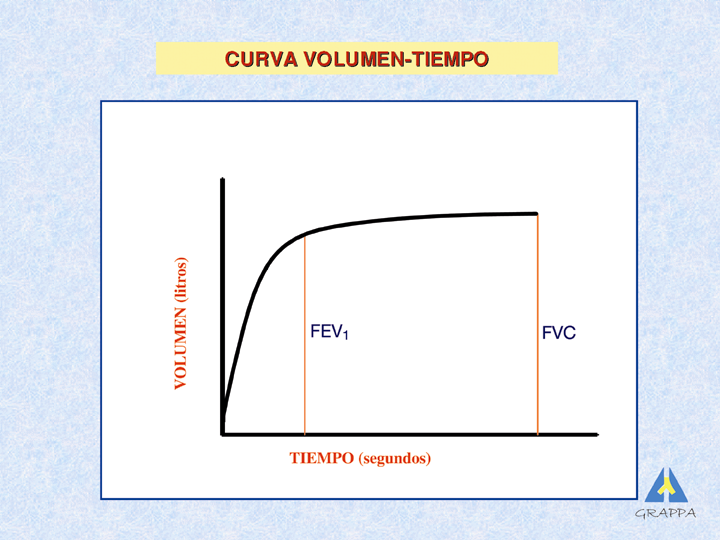 CURVA VOLUMEN-TIEMPO
VOLUMEN (litros)
FEV₁
FVC
TIEMPO (segundos)
GRAPPA